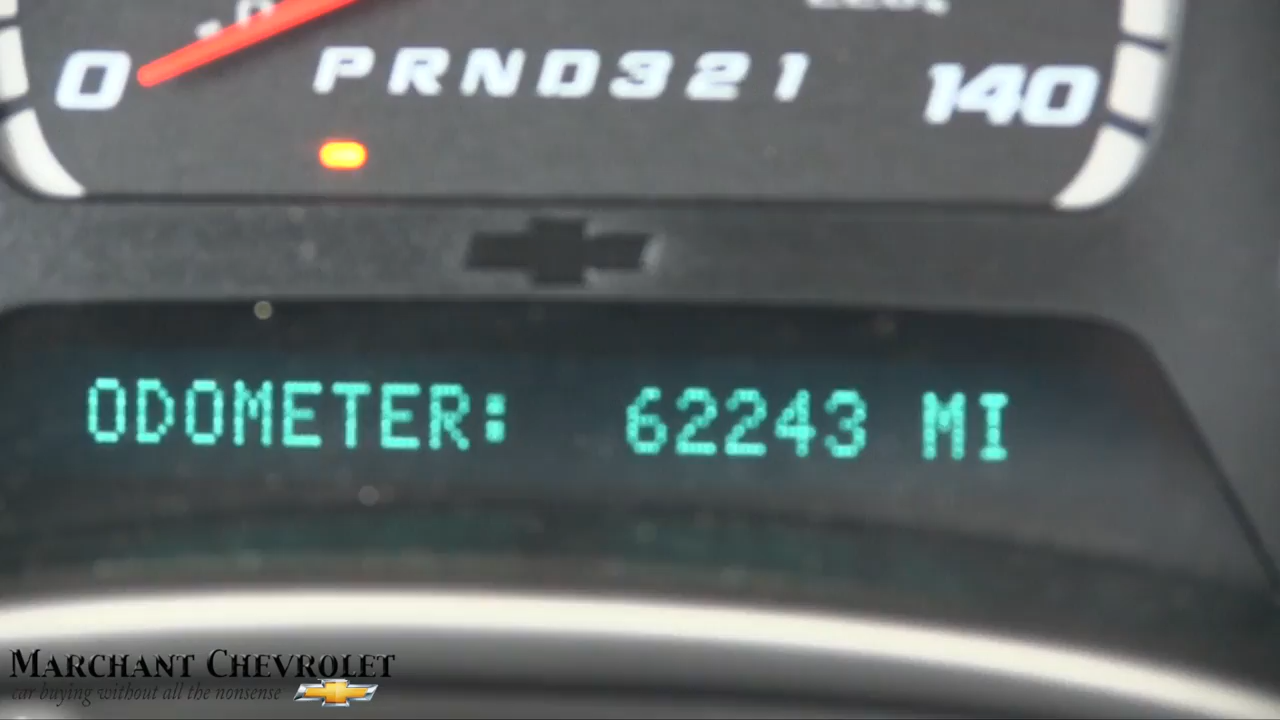 0 PRND321 140
ODOMETER: 62243 MI
MARCHANT CHEVROLET
car buying without all the nonsense